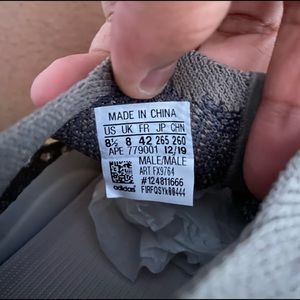 MADE IN CHINA
US UK FR JP CHN
8½ 8 42 265 260
APE 779001 12/19
MALE/MALE
ART FX9764
#124811666
adidas